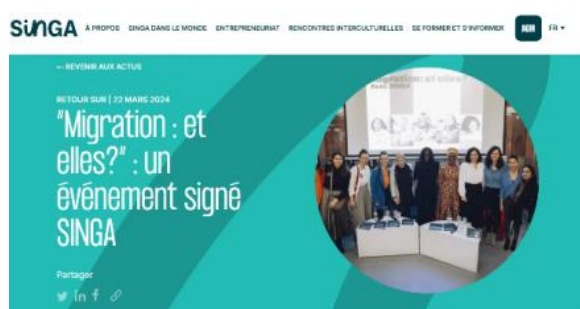 SiNGA
À PROPOS SINGA DANS LE MONDE ENTREPRENEURIAT RENCONTRES INTERCULTURELLES SE FORMER ET S'INFORMER AGIR FR
← REVENIR AUX ACTUS
RETOUR SUR | 22 MARS 2024
"Migration : et
elles?" : un
événement signé
SINGA
Partager
Migration: et elles?